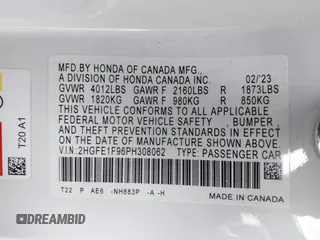 MFD.BY HONDA OF CANADA MFG.,
A DIVISION OF HONDA CANADA INC.   02/'23
GVWR 4012LBS GAWR F 2160LBS R 1873LBS
GVWR 1820KG GAWR F 980KG R 850KG
THIS VEHICLE CONFORMS TO ALL APPLICABLE
FEDERAL MOTOR VEHICLE SAFETY , BUMPER ,
AND THEFT PREVENTION STANDARDS IN EFFECT
ON THE DATE OF MANUFACTURE SHOWN ABOVE.
V.I.N:2HGFE1F96PH308062 TYPE:PASSENGER CAR
T22 P AE6 -NH883P -A -H
MADE IN CANADA
T20 A1
DREAMBID